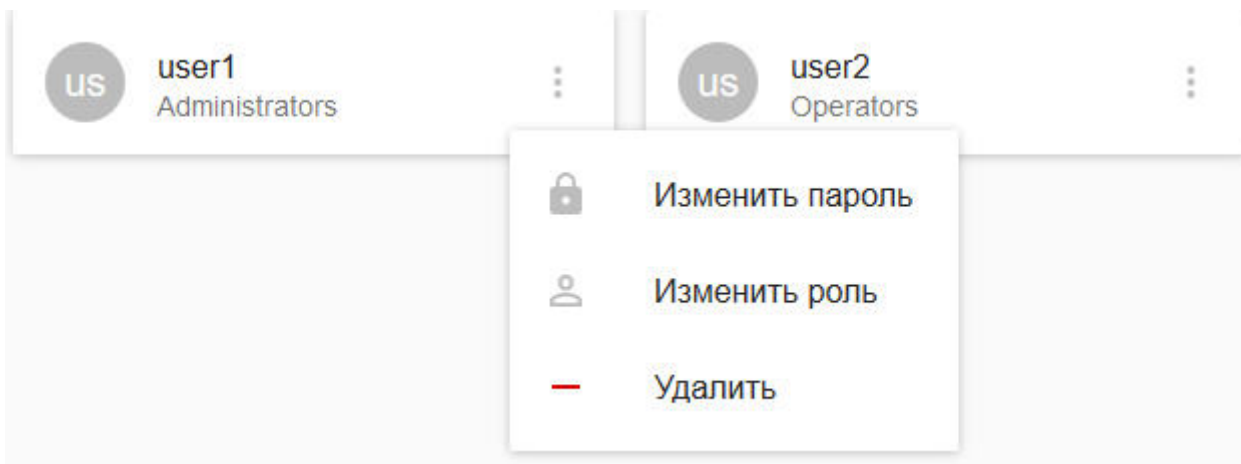 us
user1
Administrators
us
user2
Operators
Изменить пароль
Изменить роль
Удалить